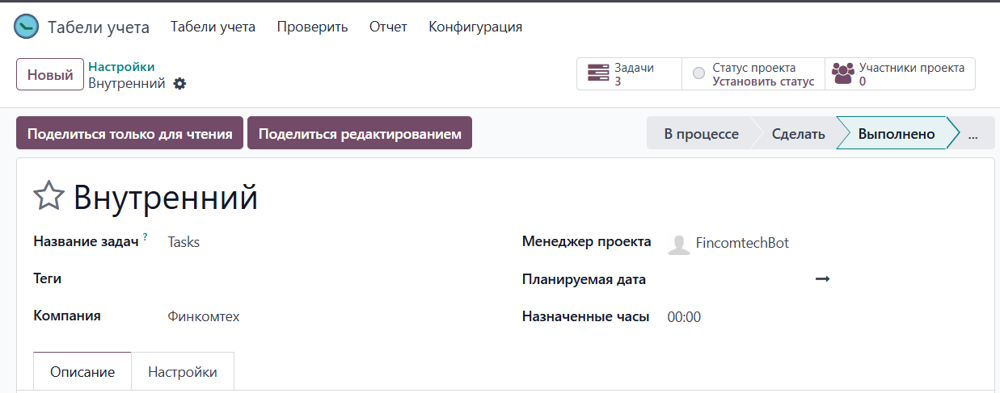 Табели учета Табели учета Проверить Отчет Конфигурация
Новый
Настройки
Внутренний
Задачи
3
Статус проекта
Установить статус
Участники проекта
0
Поделиться только для чтения Поделиться редактированием В процессе Сделать Выполнено ...
Внутренний
Название задач ? Tasks
Менеджер проекта FincomtechBot
Теги
Планируемая дата
Компания Финкомтех
Назначенные часы 00:00
Описание Настройки